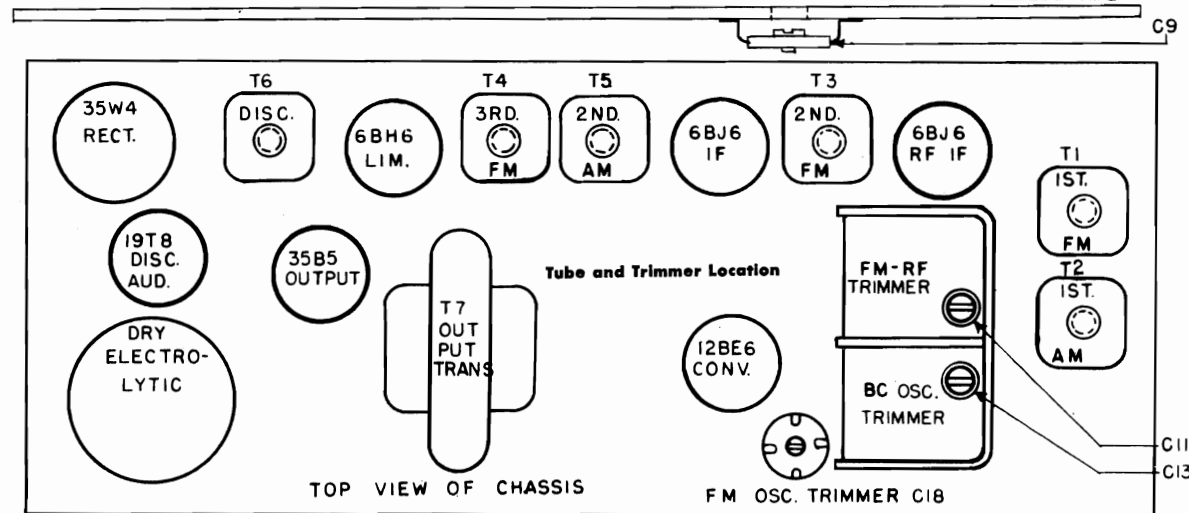 C9
T6
T4
T5
T3
35W4
RECT.
DISC.
6BH6
LIM.
3RD.
FM
2ND.
AM
6BJ6
IF
2ND.
FM
6BJ6
RF IF
T1
1ST.
FM
T2
1ST.
AM
19T8
DISC.
AUD.
35B5
OUTPUT
Tube and Trimmer Location
FM-RF
TRIMMER
DRY
ELECTRO-
LYTIC
T7
OUT
PUT
TRANS
12BE6
CONV.
BC OSC.
TRIMMER
C11
C13
TOP VIEW OF CHASSIS
FM OSC. TRIMMER C18